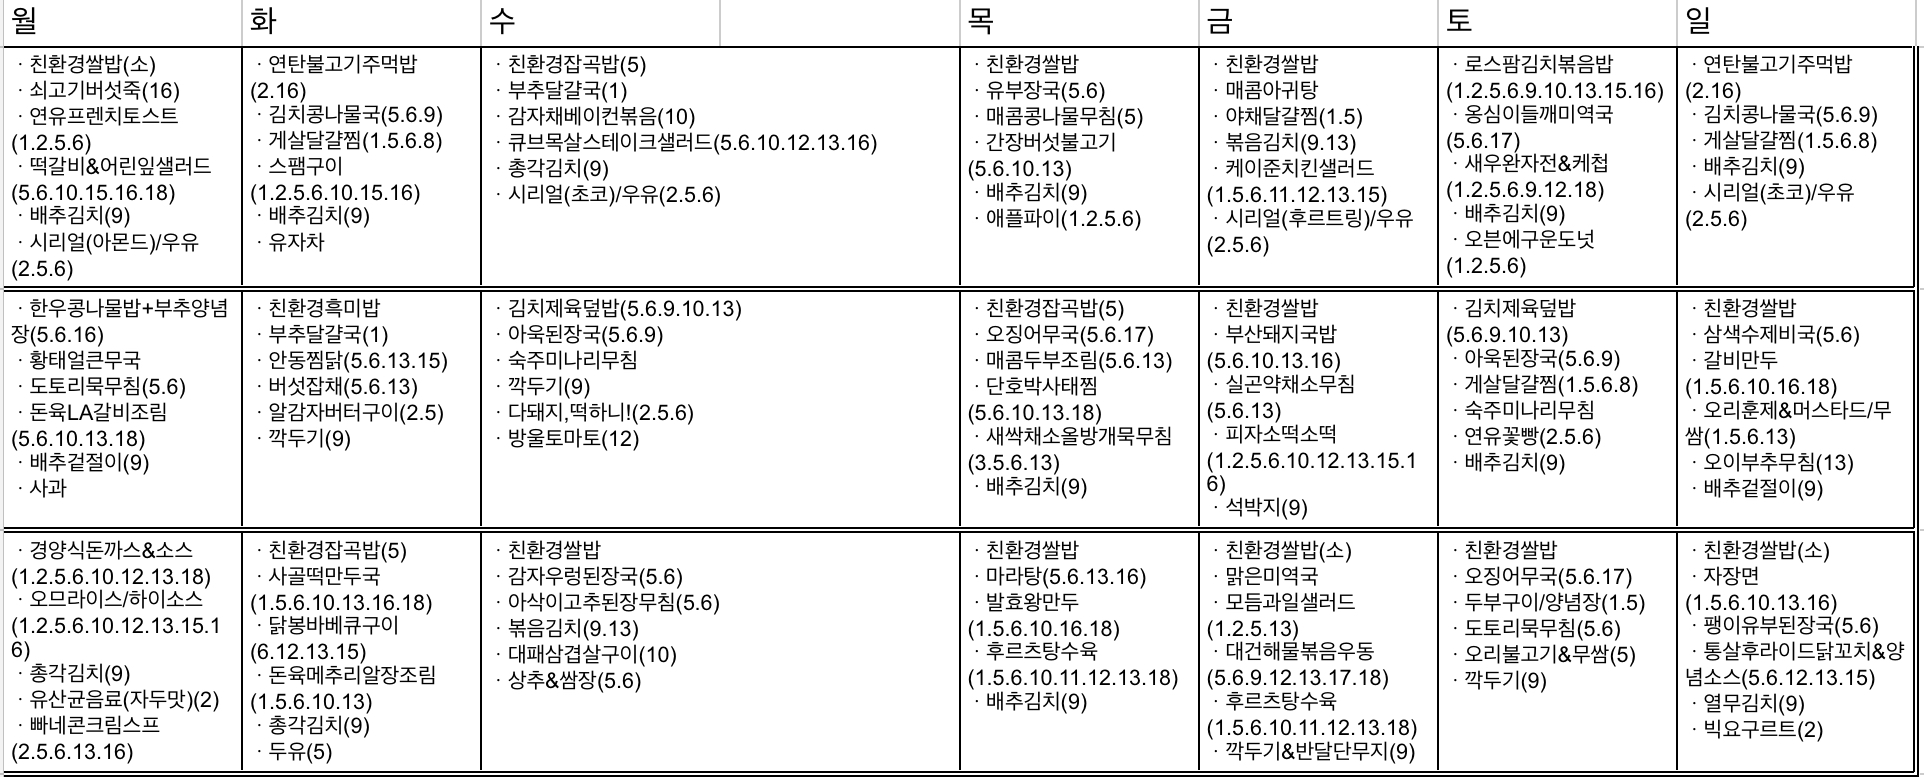 월
화
수
목
금
토
일
· 친환경쌀밥(소)
· 쇠고기버섯죽(16)
· 연유프렌치토스트
(1.2.5.6)
· 떡갈비&어린잎샐러드
(5.6.10.15.16.18)
· 배추김치(9)
· 시리얼(아몬드)/우유
(2.5.6)
· 연탄불고기주먹밥
(2.16)
· 김치콩나물국(5.6.9)
· 게살달걀찜(1.5.6.8)
· 스팸구이
(1.2.5.6.10.15.16)
· 배추김치(9)
· 유자차
· 친환경잡곡밥(5)
· 부추달걀국(1)
· 감자채베이컨볶음(10)
· 큐브목살스테이크샐러드(5.6.10.12.13.16)
· 총각김치(9)
· 시리얼(초코)/우유(2.5.6)
· 친환경쌀밥
· 유부장국(5.6)
· 매콤콩나물무침(5)
· 간장버섯불고기
(5.6.10.13)
· 배추김치(9)
· 애플파이(1.2.5.6)
· 친환경쌀밥
· 매콤아귀탕
· 야채달걀찜(1.5)
· 볶음김치(9.13)
· 케이준치킨샐러드
(1.5.6.11.12.13.15)
· 시리얼(후르트링)/우유
(2.5.6)
· 로스팜김치볶음밥
(1.2.5.6.9.10.13.15.16)
· 옹심이들깨미역국
(5.6.17)
· 새우완자전&케첩
(1.2.5.6.9.12.18)
· 배추김치(9)
· 오븐에구운도넛
(1.2.5.6)
· 연탄불고기주먹밥
(2.16)
· 김치콩나물국(5.6.9)
· 게살달걀찜(1.5.6.8)
· 배추김치(9)
· 시리얼(초코)/우유
(2.5.6)
· 한우콩나물밥+부추양념
장(5.6.16)
· 황태얼큰무국
· 도토리묵무침(5.6)
· 돈육LA갈비조림
(5.6.10.13.18)
· 배추겉절이(9)
· 사과
· 친환경흑미밥
· 부추달걀국(1)
· 안동찜닭(5.6.13.15)
· 버섯잡채(5.6.13)
· 알감자버터구이(2.5)
· 깍두기(9)
· 김치제육덮밥(5.6.9.10.13)
· 아욱된장국(5.6.9)
· 숙주미나리무침
· 깍두기(9)
· 다돼지,떡하니!(2.5.6)
· 방울토마토(12)
· 친환경잡곡밥(5)
· 오징어무국(5.6.17)
· 매콤두부조림(5.6.13)
· 단호박사태찜
(5.6.10.13.18)
· 새싹채소올방개묵무침
(3.5.6.13)
· 배추김치(9)
· 친환경쌀밥
· 부산돼지국밥
(5.6.10.13.16)
· 실곤약채소무침
(5.6.13)
· 피자소떡소떡
(1.2.5.6.10.12.13.15.1
6)
· 석박지(9)
· 김치제육덮밥
(5.6.9.10.13)
· 아욱된장국(5.6.9)
· 게살달걀찜(1.5.6.8)
· 숙주미나리무침
· 연유꽃빵(2.5.6)
· 배추김치(9)
· 친환경쌀밥
· 삼색수제비국(5.6)
· 갈비만두
(1.5.6.10.16.18)
· 오리훈제&머스타드/무
쌈(1.5.6.13)
· 오이부추무침(13)
· 배추겉절이(9)
· 경양식돈까스&소스
(1.2.5.6.10.12.13.18)
· 오므라이스/하이소스
(1.2.5.6.10.12.13.15.1
6)
· 총각김치(9)
· 유산균음료(자두맛)(2)
· 빠네콘크림스프
(2.5.6.13.16)
· 친환경잡곡밥(5)
· 사골떡만두국
(1.5.6.10.13.16.18)
· 닭봉바베큐구이
(6.12.13.15)
· 돈육메추리알장조림
(1.5.6.10.13)
· 총각김치(9)
· 두유(5)
· 친환경쌀밥
· 감자우렁된장국(5.6)
· 아삭이고추된장무침(5.6)
· 볶음김치(9.13)
· 대패삼겹살구이(10)
· 상추&쌈장(5.6)
· 친환경쌀밥
· 마라탕(5.6.13.16)
· 발효왕만두
(1.5.6.10.16.18)
· 후르츠탕수육
(1.5.6.10.11.12.13.18)
· 배추김치(9)
· 친환경쌀밥(소)
· 맑은미역국
· 모듬과일샐러드
(1.2.5.13)
· 대건해물볶음우동
(5.6.9.12.13.17.18)
· 후르츠탕수육
(1.5.6.10.11.12.13.18)
· 깍두기&반달단무지(9)
· 친환경쌀밥
· 오징어무국(5.6.17)
· 두부구이/양념장(1.5)
· 도토리묵무침(5.6)
· 오리불고기&무쌈(5)
· 깍두기(9)
· 친환경쌀밥(소)
· 자장면
(1.5.6.10.13.16)
· 팽이유부된장국(5.6)
· 통살후라이드닭꼬치&양
념소스(5.6.12.13.15)
· 열무김치(9)
· 빅요구르트(2)